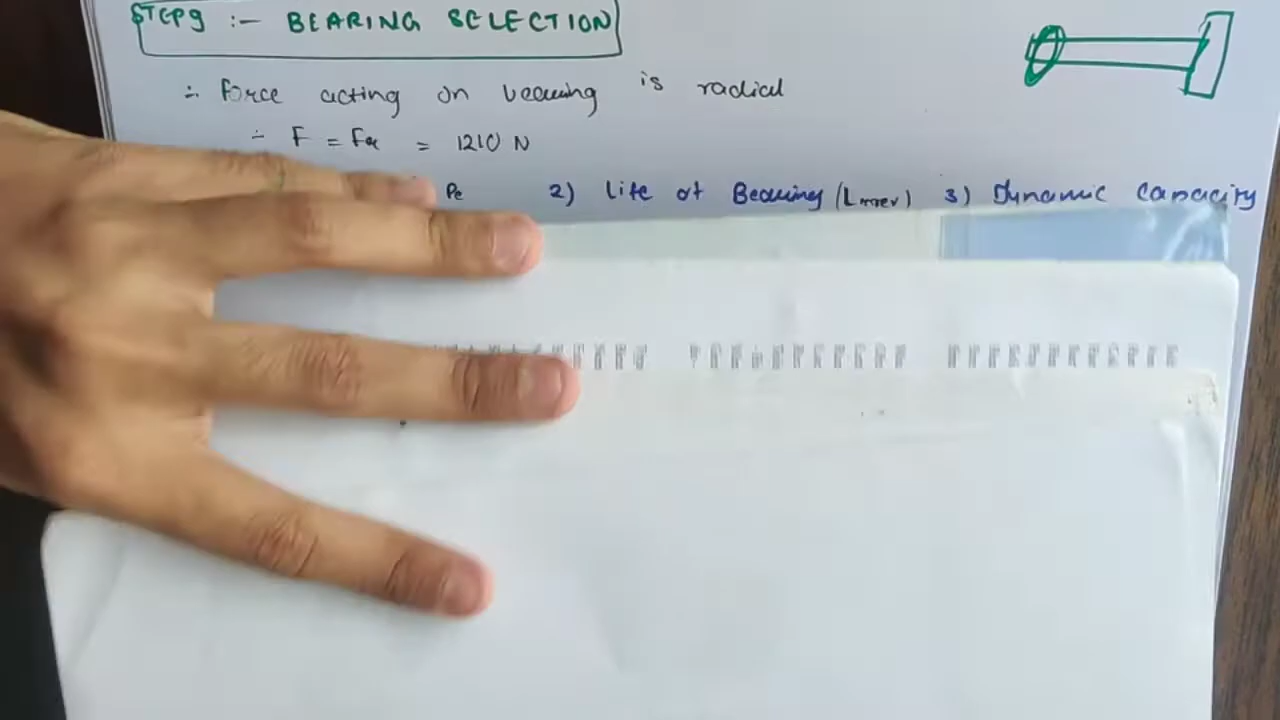 STEP 9 :- BEARING SELECTION
∴ Force acting on bearing is radial
∴ F = Fr = 1210 N
Pe 2) Life of Bearing (Lmrev) 3) Dynamic capacity